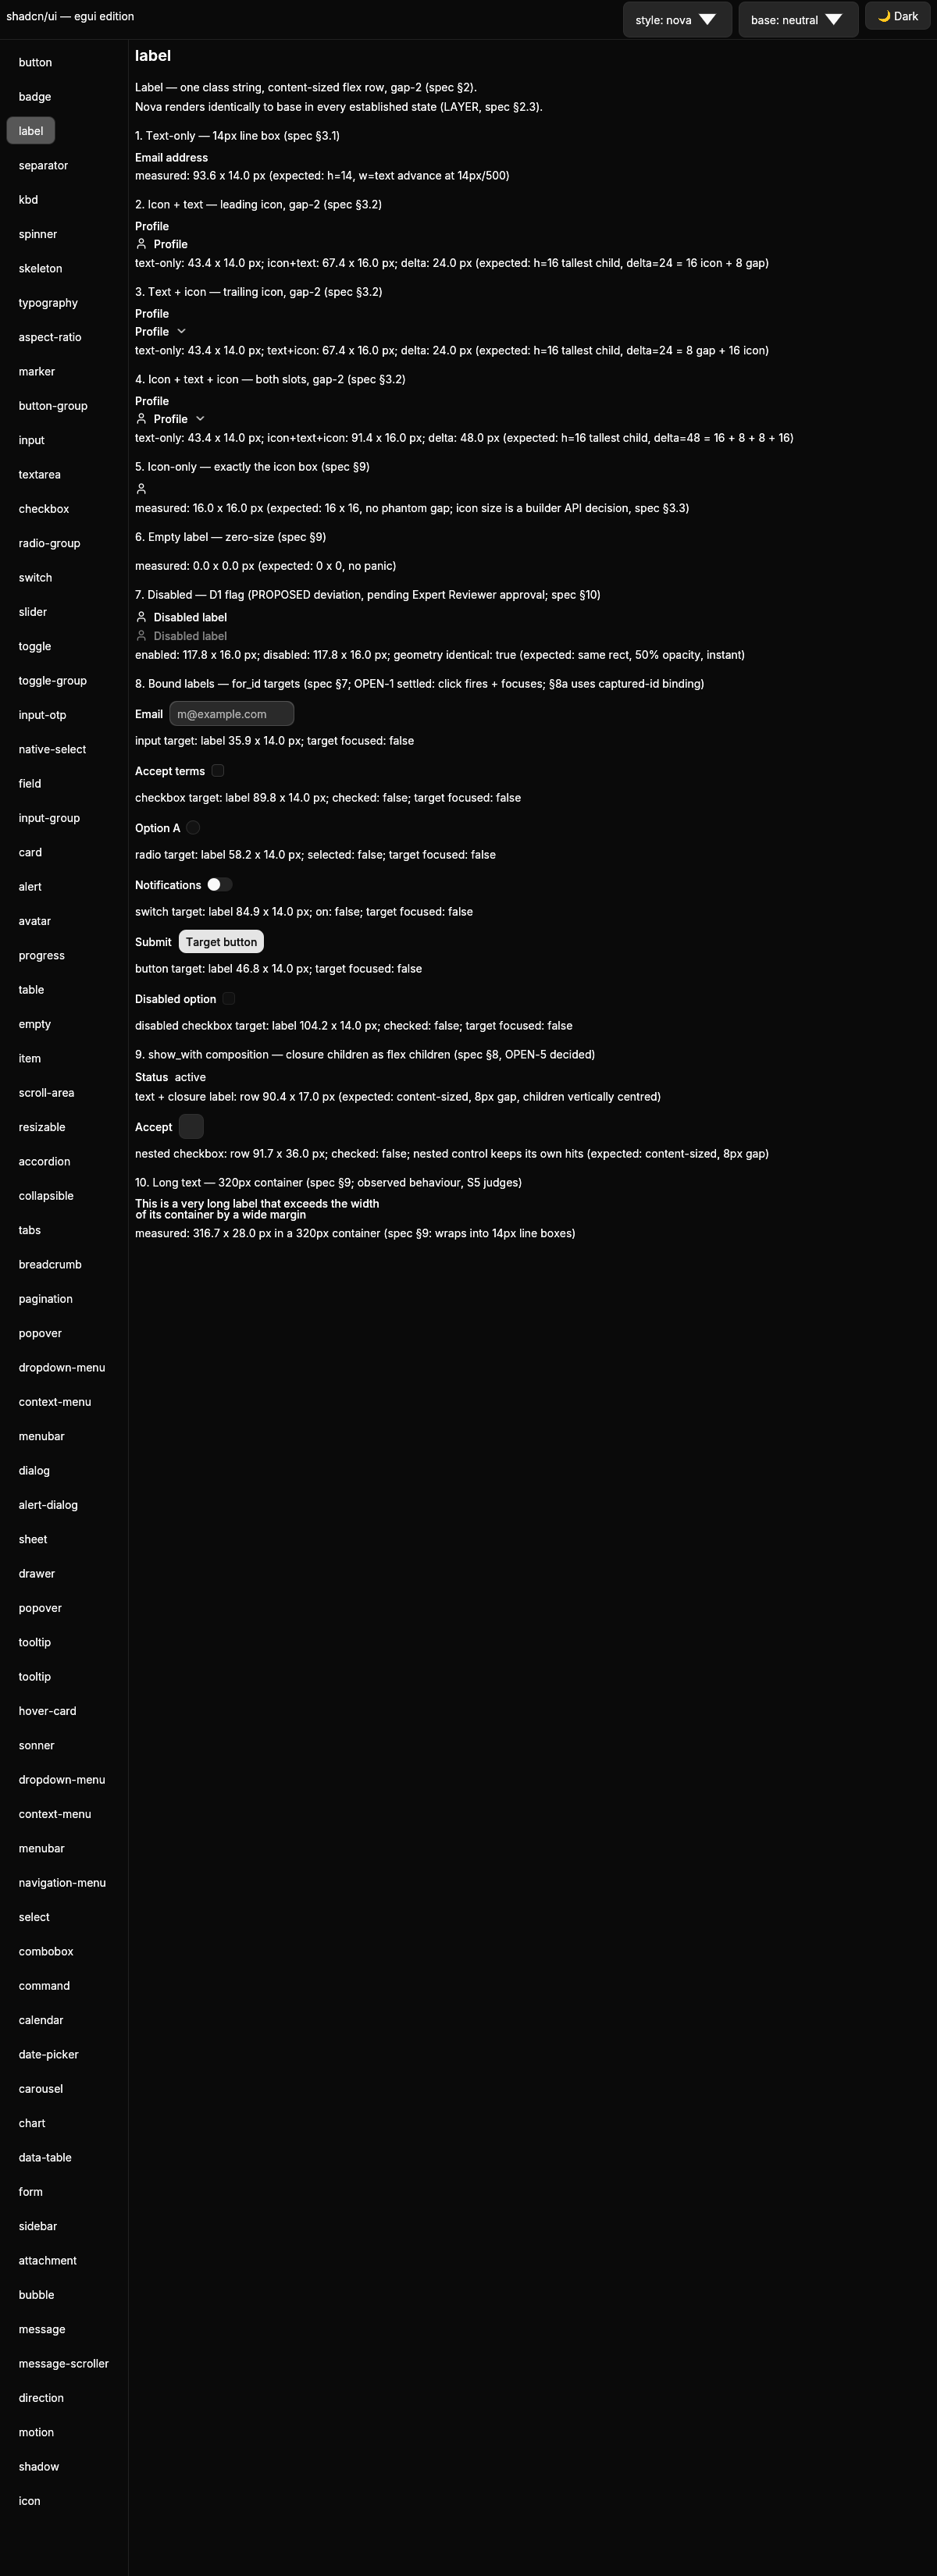 shadcn/ui — egui edition
style: nova
base: neutral
🌙 Dark
button
badge
label
separator
kbd
spinner
skeleton
typography
aspect-ratio
marker
button-group
input
textarea
checkbox
radio-group
switch
slider
toggle
toggle-group
input-otp
native-select
field
input-group
card
alert
avatar
progress
table
empty
item
scroll-area
resizable
accordion
collapsible
tabs
breadcrumb
pagination
popover
dropdown-menu
context-menu
menubar
dialog
alert-dialog
sheet
drawer
popover
tooltip
tooltip
hover-card
sonner
dropdown-menu
context-menu
menubar
navigation-menu
select
combobox
command
calendar
date-picker
carousel
chart
data-table
form
sidebar
attachment
bubble
message
message-scroller
direction
motion
shadow
icon
label
Label — one class string, content-sized flex row, gap-2 (spec §2).
Nova renders identically to base in every established state (LAYER, spec §2.3).
1. Text-only — 14px line box (spec §3.1)
Email address
measured: 93.6 x 14.0 px (expected: h=14, w=text advance at 14px/500)
2. Icon + text — leading icon, gap-2 (spec §3.2)
Profile
Profile
text-only: 43.4 x 14.0 px; icon+text: 67.4 x 16.0 px; delta: 24.0 px (expected: h=16 tallest child, delta=24 = 16 icon + 8 gap)
3. Text + icon — trailing icon, gap-2 (spec §3.2)
Profile
Profile
text-only: 43.4 x 14.0 px; text+icon: 67.4 x 16.0 px; delta: 24.0 px (expected: h=16 tallest child, delta=24 = 8 gap + 16 icon)
4. Icon + text + icon — both slots, gap-2 (spec §3.2)
Profile
Profile
text-only: 43.4 x 14.0 px; icon+text+icon: 91.4 x 16.0 px; delta: 48.0 px (expected: h=16 tallest child, delta=48 = 16 + 8 + 8 + 16)
5. Icon-only — exactly the icon box (spec §9)
measured: 16.0 x 16.0 px (expected: 16 x 16, no phantom gap; icon size is a builder API decision, spec §3.3)
6. Empty label — zero-size (spec §9)
measured: 0.0 x 0.0 px (expected: 0 x 0, no panic)
7. Disabled — D1 flag (PROPOSED deviation, pending Expert Reviewer approval; spec §10)
Disabled label
Disabled label
enabled: 117.8 x 16.0 px; disabled: 117.8 x 16.0 px; geometry identical: true (expected: same rect, 50% opacity, instant)
8. Bound labels — for_id targets (spec §7; OPEN-1 settled: click fires + focuses; §8a uses captured-id binding)
Email m@example.com
input target: label 35.9 x 14.0 px; target focused: false
Accept terms
checkbox target: label 89.8 x 14.0 px; checked: false; target focused: false
Option A
radio target: label 58.2 x 14.0 px; selected: false; target focused: false
Notifications
switch target: label 84.9 x 14.0 px; on: false; target focused: false
Submit Target button
button target: label 46.8 x 14.0 px; target focused: false
Disabled option
disabled checkbox target: label 104.2 x 14.0 px; checked: false; target focused: false
9. show_with composition — closure children as flex children (spec §8, OPEN-5 decided)
Status active
text + closure label: row 90.4 x 17.0 px (expected: content-sized, 8px gap, children vertically centred)
Accept
nested checkbox: row 91.7 x 36.0 px; checked: false; nested control keeps its own hits (expected: content-sized, 8px gap)
10. Long text — 320px container (spec §9; observed behaviour, S5 judges)
This is a very long label that exceeds the width
of its container by a wide margin
measured: 316.7 x 28.0 px in a 320px container (spec §9: wraps into 14px line boxes)